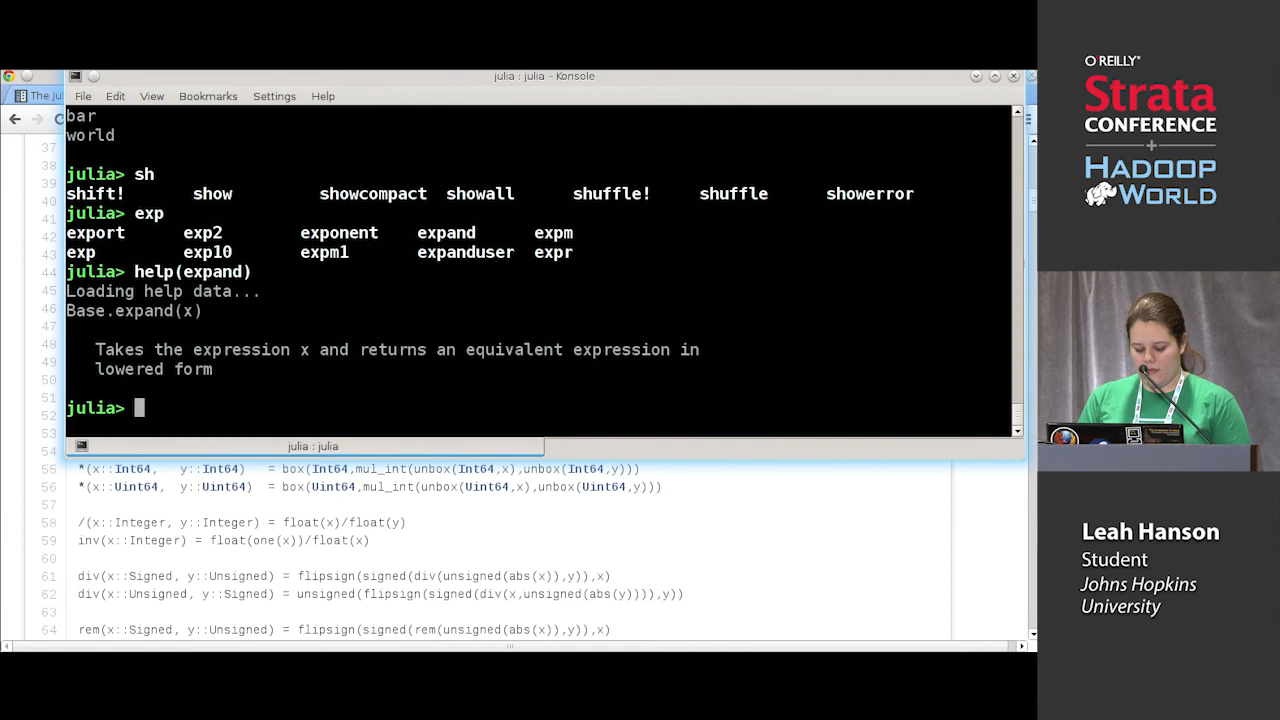 julia : julia – Konsole
The Ju
File Edit View Bookmarks Settings Help
bar
world
julia> sh
shift! show showcompact showall shuffle! shuffle showerror
julia> exp
export exp2 exponent expand expm
exp exp10 expm1 expanduser expr
julia> help(expand)
Loading help data...
Base.expand(x)
Takes the expression x and returns an equivalent expression in
lowered form
julia>
julia : julia
37
38
39
40
41
42
43
44
45
46
47
48
49
50
51
52
53
54
55 *(x::Int64, y::Int64) = box(Int64,mul_int(unbox(Int64,x),unbox(Int64,y)))
56 *(x::Uint64, y::Uint64) = box(Uint64,mul_int(unbox(Uint64,x),unbox(Uint64,y)))
57
58 /(x::Integer, y::Integer) = float(x)/float(y)
59 inv(x::Integer) = float(one(x))/float(x)
60
61 div(x::Signed, y::Unsigned) = flipsign(signed(div(unsigned(abs(x)),y)),x)
62 div(x::Unsigned, y::Signed) = unsigned(flipsign(signed(div(x,unsigned(abs(y)))),y))
63
64 rem(x::Signed, y::Unsigned) = flipsign(signed(rem(unsigned(abs(x)),y)),x)
O REILLY®
Strata
CONFERENCE
+
HADOOP
WORLD
Leah Hanson
Student
Johns Hopkins
University